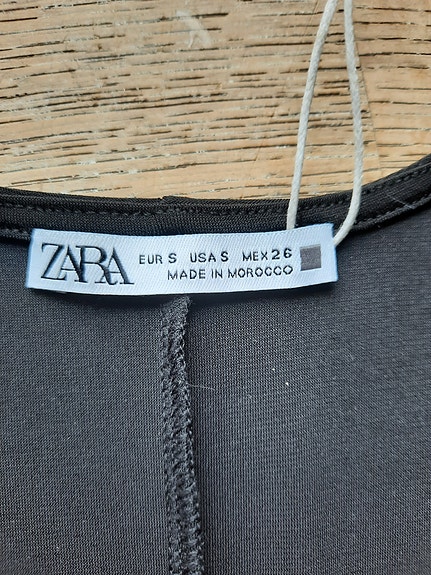 ZARA
EUR S USA S MEX 26
MADE IN MOROCCO